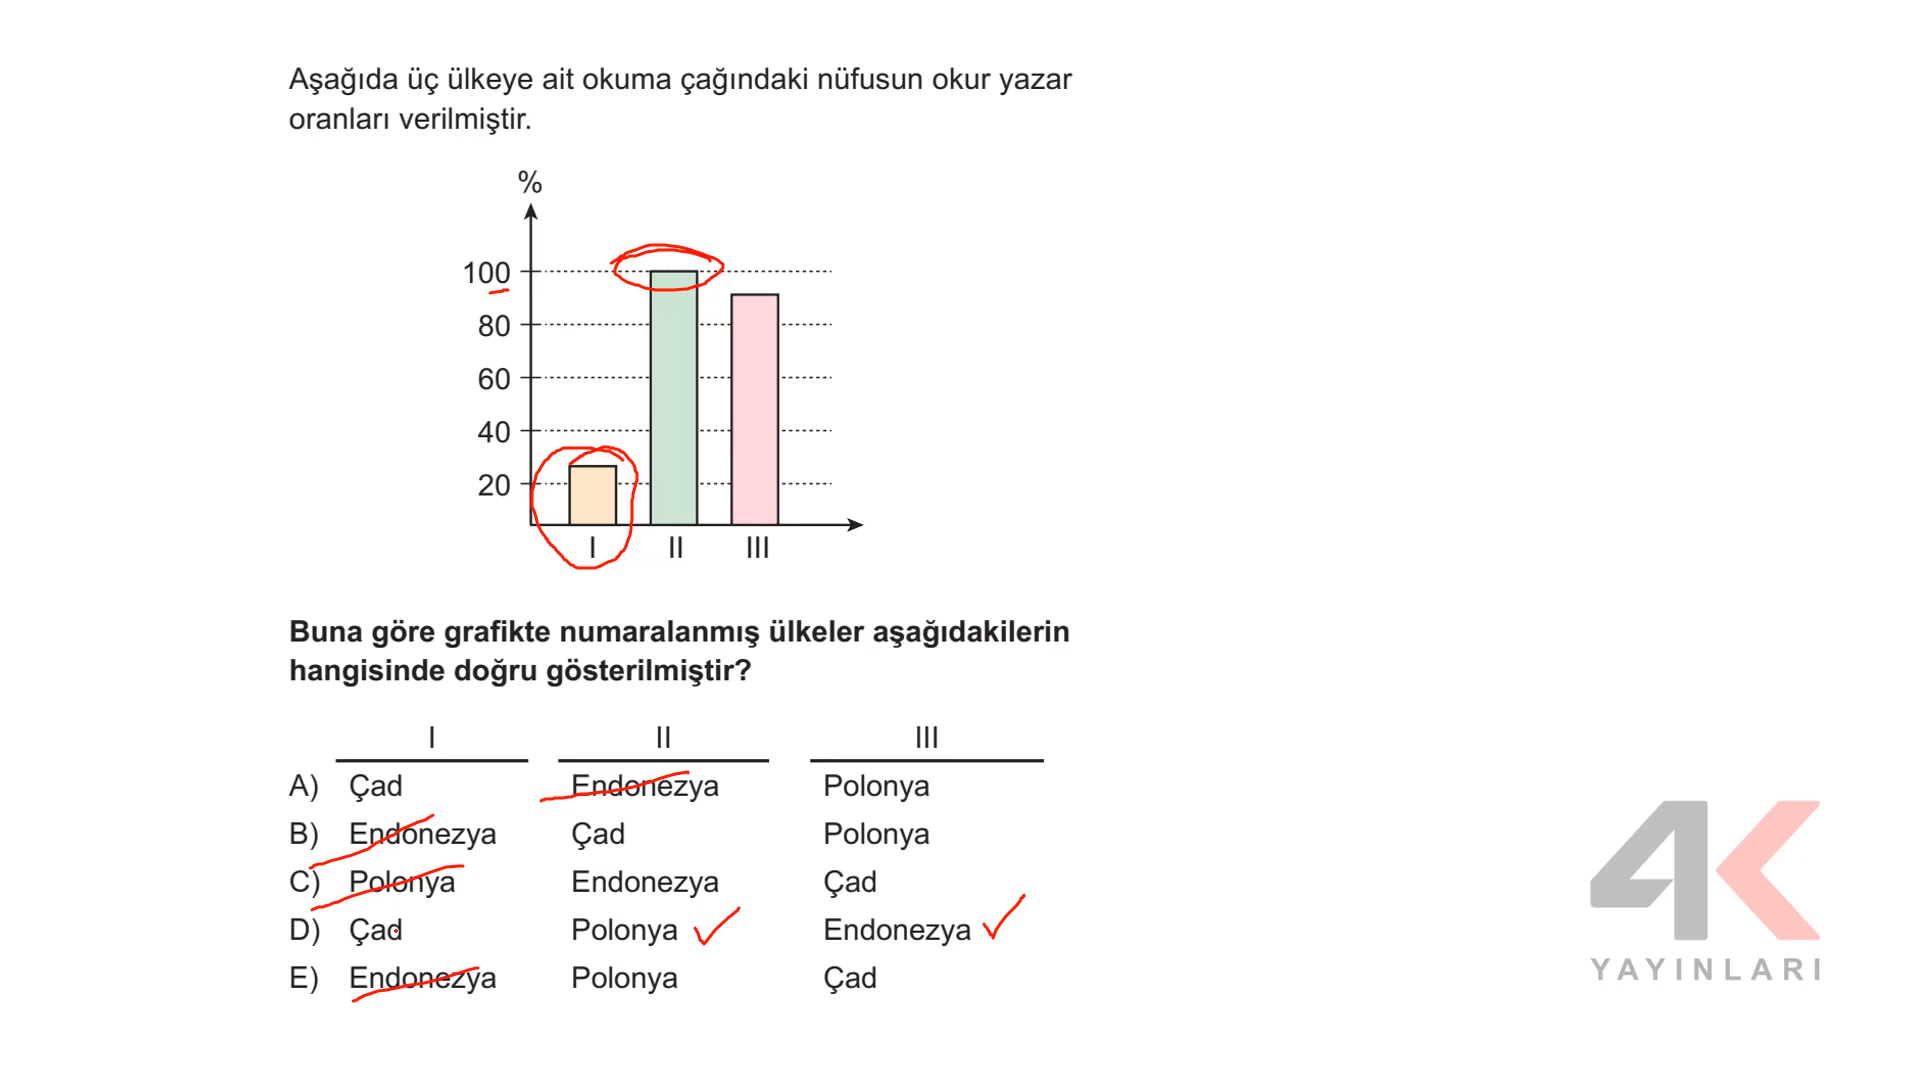 Aşağıda üç ülkeye ait okuma çağındaki nüfusun okur yazar
oranları verilmiştir.
%
100
80
60
40
20
I II III
Buna göre grafikte numaralanmış ülkeler aşağıdakilerin
hangisinde doğru gösterilmiştir?
I II III
A) Çad Endonezya Polonya
B) Endonezya Çad Polonya
C) Polonya Endonezya Çad
D) Çad Polonya Endonezya
E) Endonezya Polonya Çad
4K
YAYINLARI